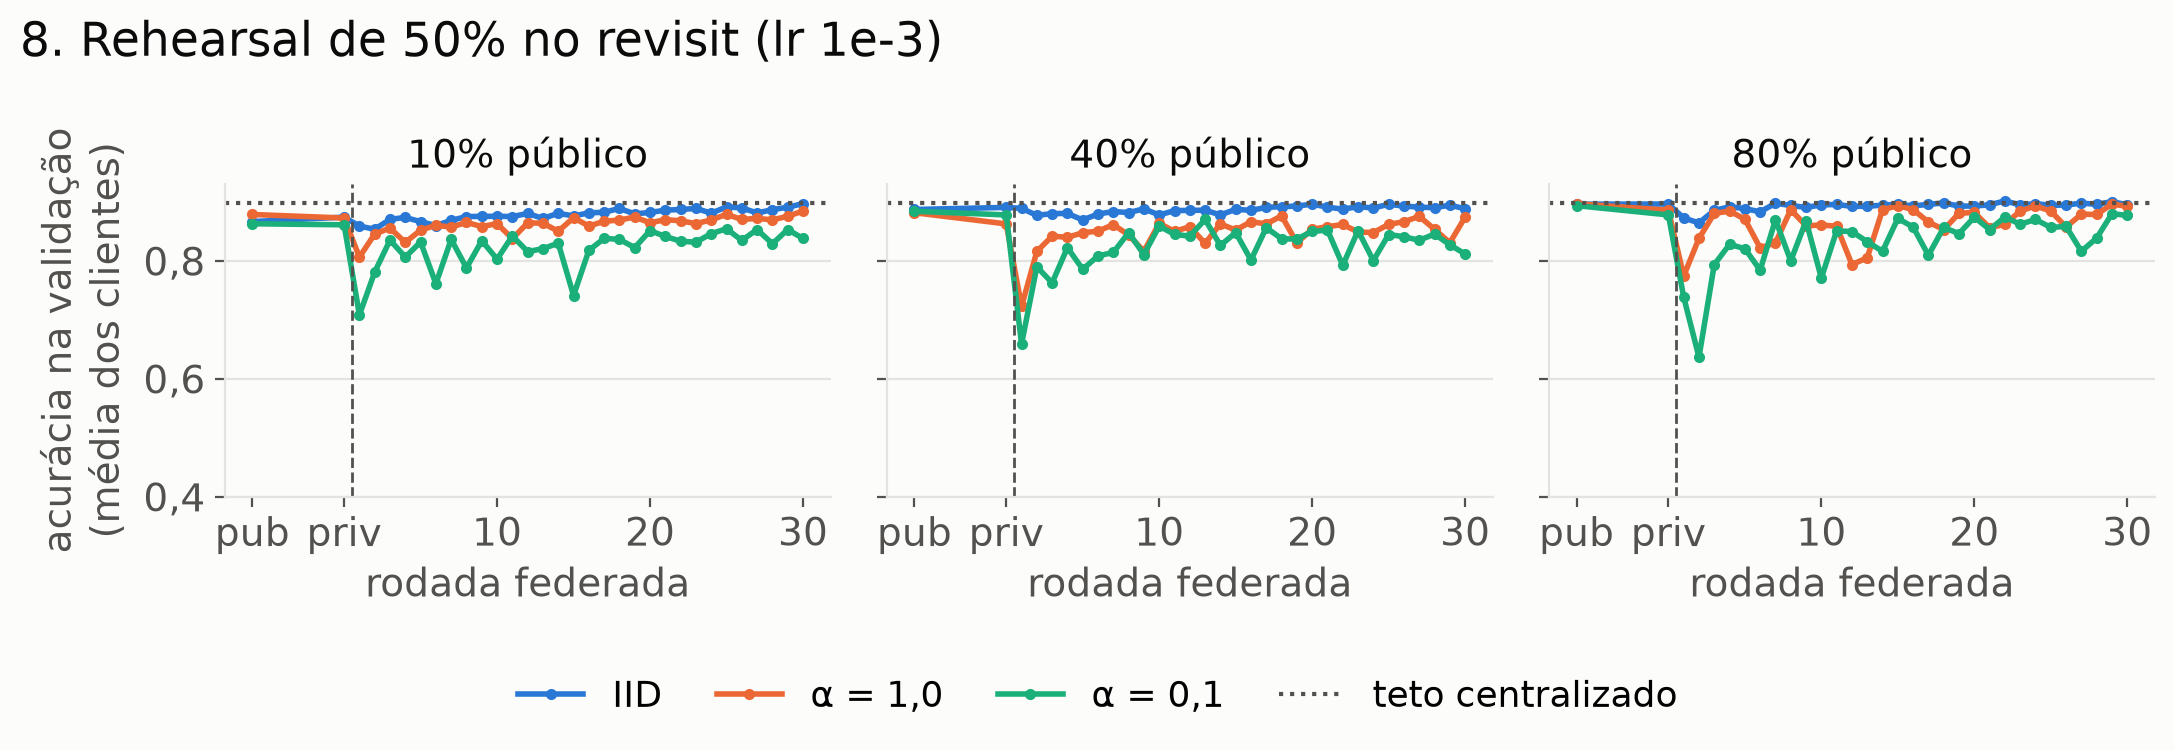 8. Rehearsal de 50% no revisit (lr 1e-3)
acurácia na validação
(média dos clientes)
10% público
40% público
80% público
0,8
0,6
0,4
pub priv 10 20 30
pub priv 10 20 30
pub priv 10 20 30
rodada federada
rodada federada
rodada federada
IID
α = 1,0
α = 0,1
teto centralizado